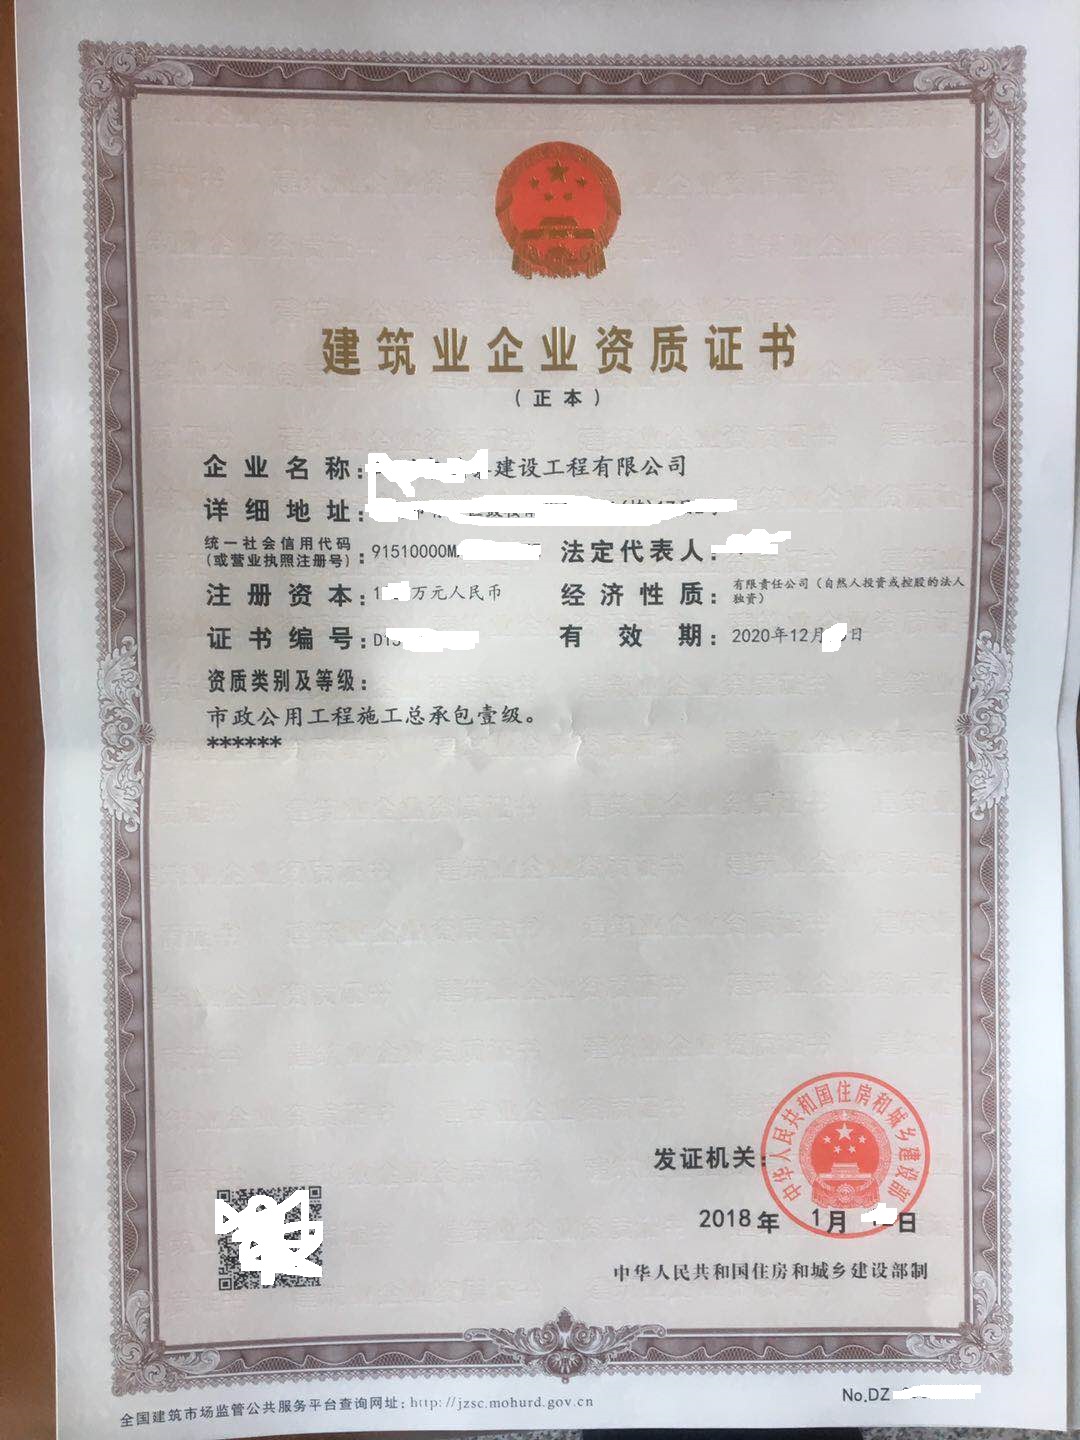 建筑业企业资质证书
(正本)
企业名称: 建设工程有限公司
详细地址:
统一社会信用代码
(或营业执照注册号): 91510000M 法定代表人:
注册资本: 1 万元人民币 经济性质: 有限责任公司(自然人投资或控股的法人
独资)
证书编号: D15 有效期: 2020年12月 日
资质类别及等级:
市政公用工程施工总承包壹级。
******
发证机关:
中华人民共和国住房和城乡建设部
2018年 1月 日
中华人民共和国住房和城乡建设部制
全国建筑市场监管公共服务平台查询网址: http://jzsc.mohurd.gov.cn
No.DZ